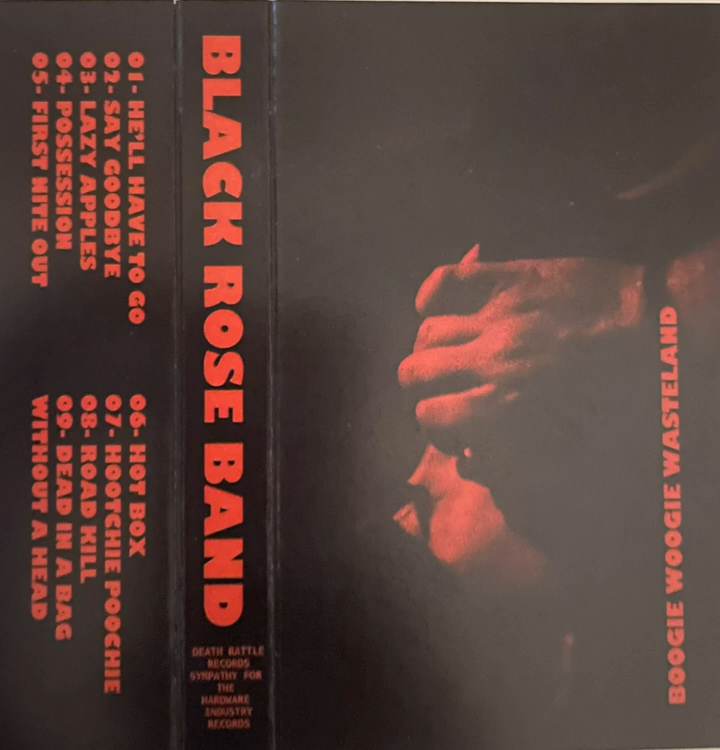 01- HE'LL HAVE TO GO
02- SAY GOODBYE
03- LAZY APPLES
04- POSSESSION
05- FIRST NITE OUT
06- HOT BOX
07- HOOTCHIE POOCHIE
08- ROAD KILL
09- DEAD IN A BAG
WITHOUT A HEAD
BLACK ROSE BAND
DEATH RATTLE
RECORDS
SYMPATHY FOR
THE
HARDWARE
INDUSTRY
RECORDS
BOOGIE WOOGIE WASTELAND